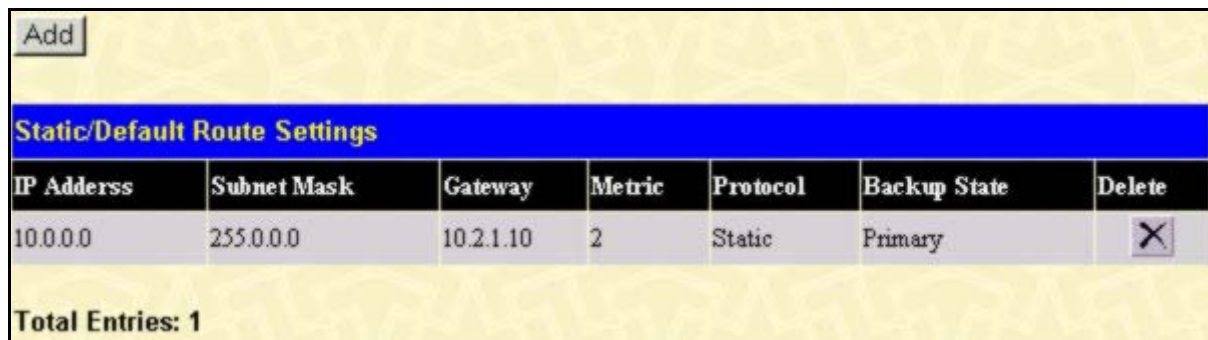 Add
Static/Default Route Settings
IP Adderss Subnet Mask Gateway Metric Protocol Backup State Delete
10.0.0.0 255.0.0.0 10.2.1.10 2 Static Primary
Total Entries: 1